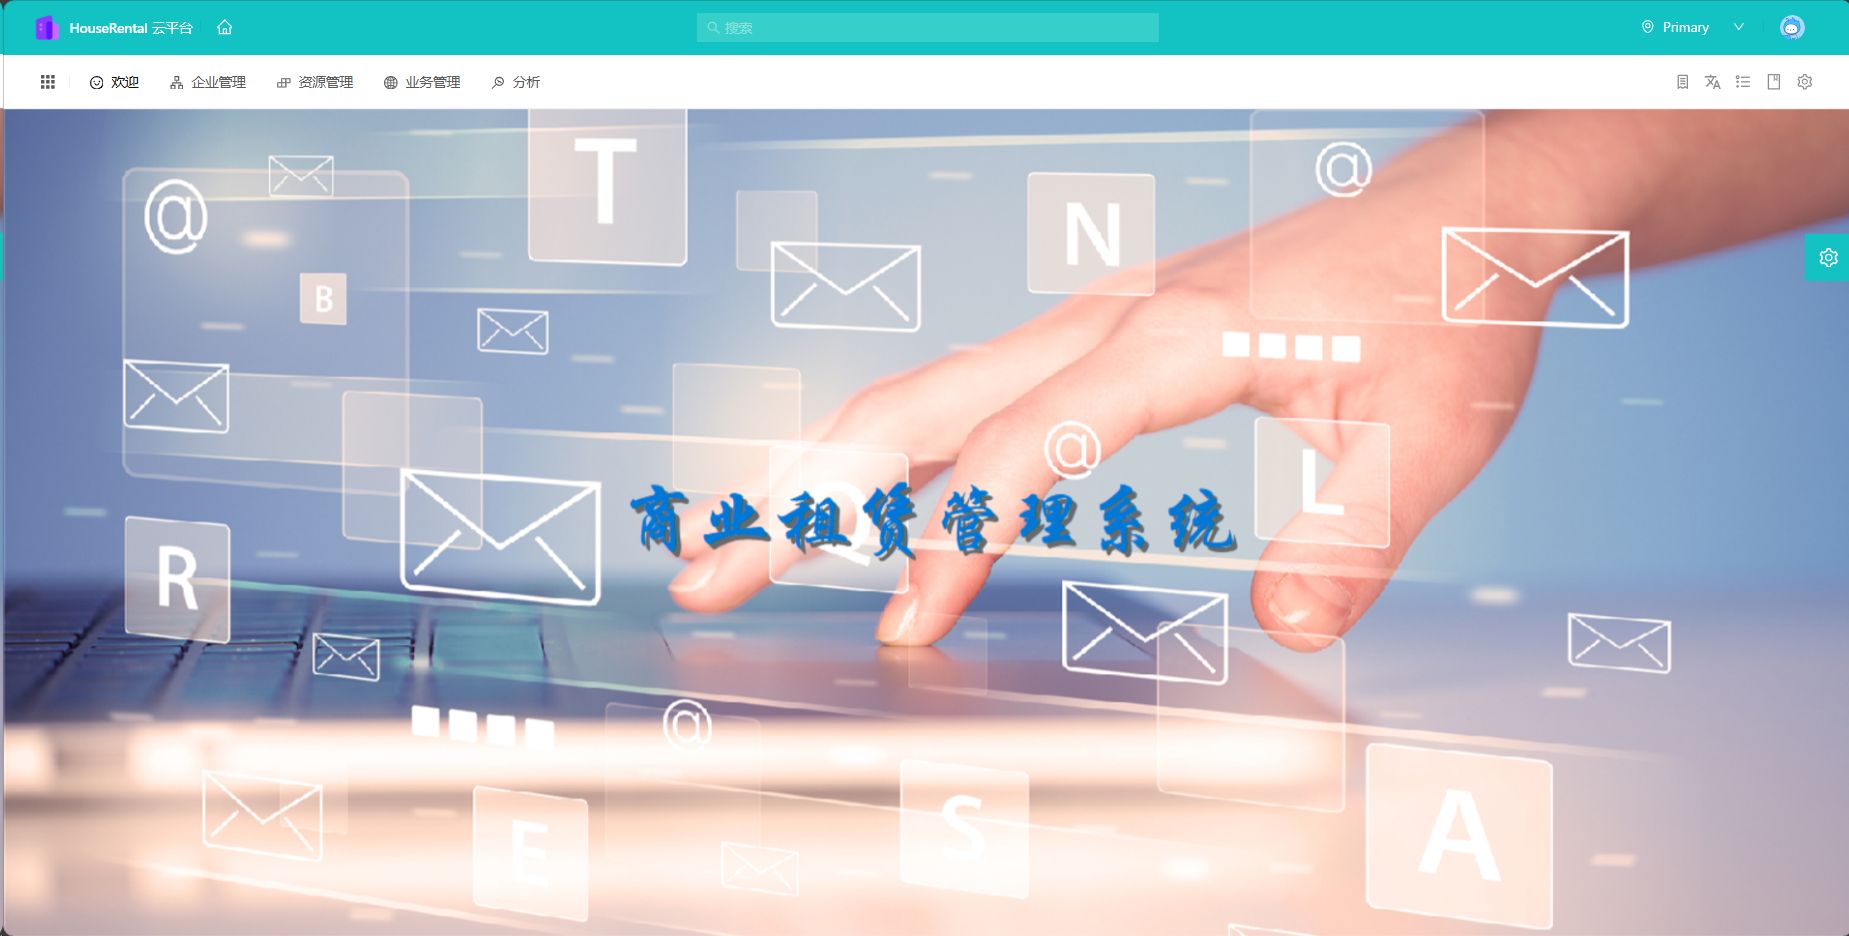 HouseRental 云平台
搜索
Primary
欢迎
企业管理
资源管理
业务管理
分析
T
@
@
N
B
@
L
Q
商业租赁管理系统
R
@
E
S
A